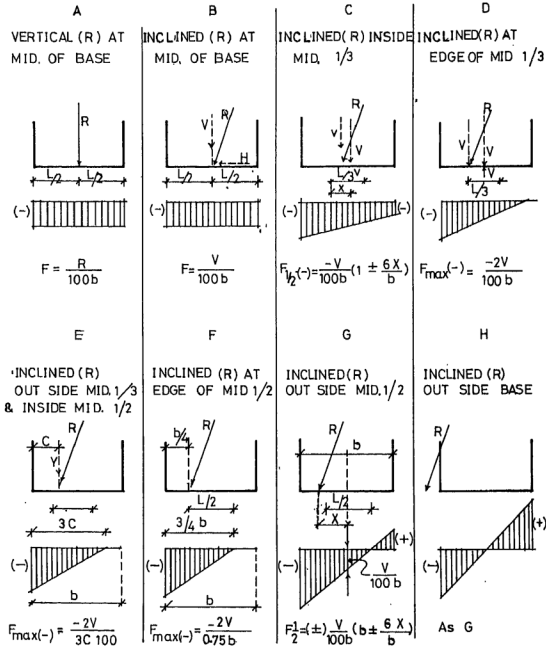 A
VERTICAL (R) AT
MID. OF BASE
R
L/2 L/2
(-)
F = R / 100b
B
INCLINED (R) AT
MID. OF BASE
V R
H
L/2 L/2
(-)
F = V / 100b
C
INCLINED (R) INSIDE
MID. 1/3
V R
V
L/3 V
X
(-) (-)
F½(-) = -V / 100b (1 ± 6X / b)
D
INCLINED (R) AT
EDGE OF MID 1/3
R
V V
V
L/3
(-)
Fmax(-) = -2V / 100 b
E
INCLINED (R)
OUT SIDE MID. 1/3
& INSIDE MID. 1/2
C R
Y
3C
(-)
b
Fmax(-) = -2V / 3C 100
F
INCLINED (R) AT
EDGE OF MID 1/2
b/4 R
L/2
3/4 b
(-)
b
Fmax(-) = -2V / 0.75b
G
INCLINED (R)
OUT SIDE MID. 1/2
R b
L/2
X
(+)
(-)
V / 100 b
F½ = (±) V / 100b (b ± 6 X / b)
H
INCLINED (R)
OUT SIDE BASE
R
(+)
(-)
As G